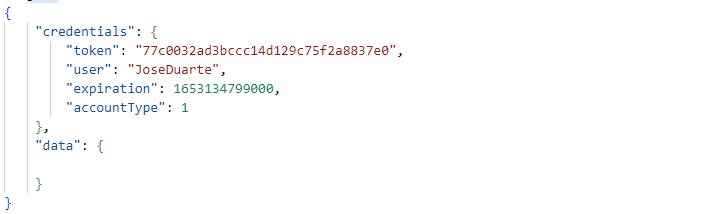 {
"credentials": {
"token": "77c0032ad3bccc14d129c75f2a8837e0",
"user": "JoseDuarte",
"expiration": 1653134799000,
"accountType": 1
},
"data": {
}
}